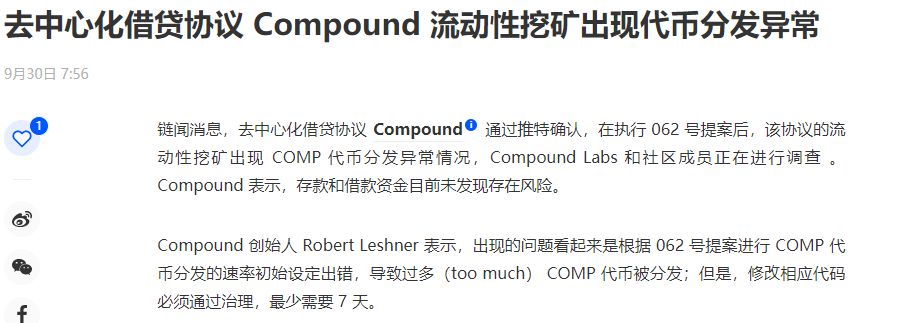 去中心化借贷协议 Compound 流动性挖矿出现代币分发异常
9月30日 7:56
1
链闻消息，去中心化借贷协议 Compound 通过推特确认，在执行 062 号提案后，该协议的流
动性挖矿出现 COMP 代币分发异常情况，Compound Labs 和社区成员正在进行调查 。
Compound 表示，存款和借款资金目前未发现存在风险。
Compound 创始人 Robert Leshner 表示，出现的问题看起来是根据 062 号提案进行 COMP 代
币分发的速率初始设定出错，导致过多（too much） COMP 代币被分发；但是，修改相应代码
必须通过治理，最少需要 7 天。